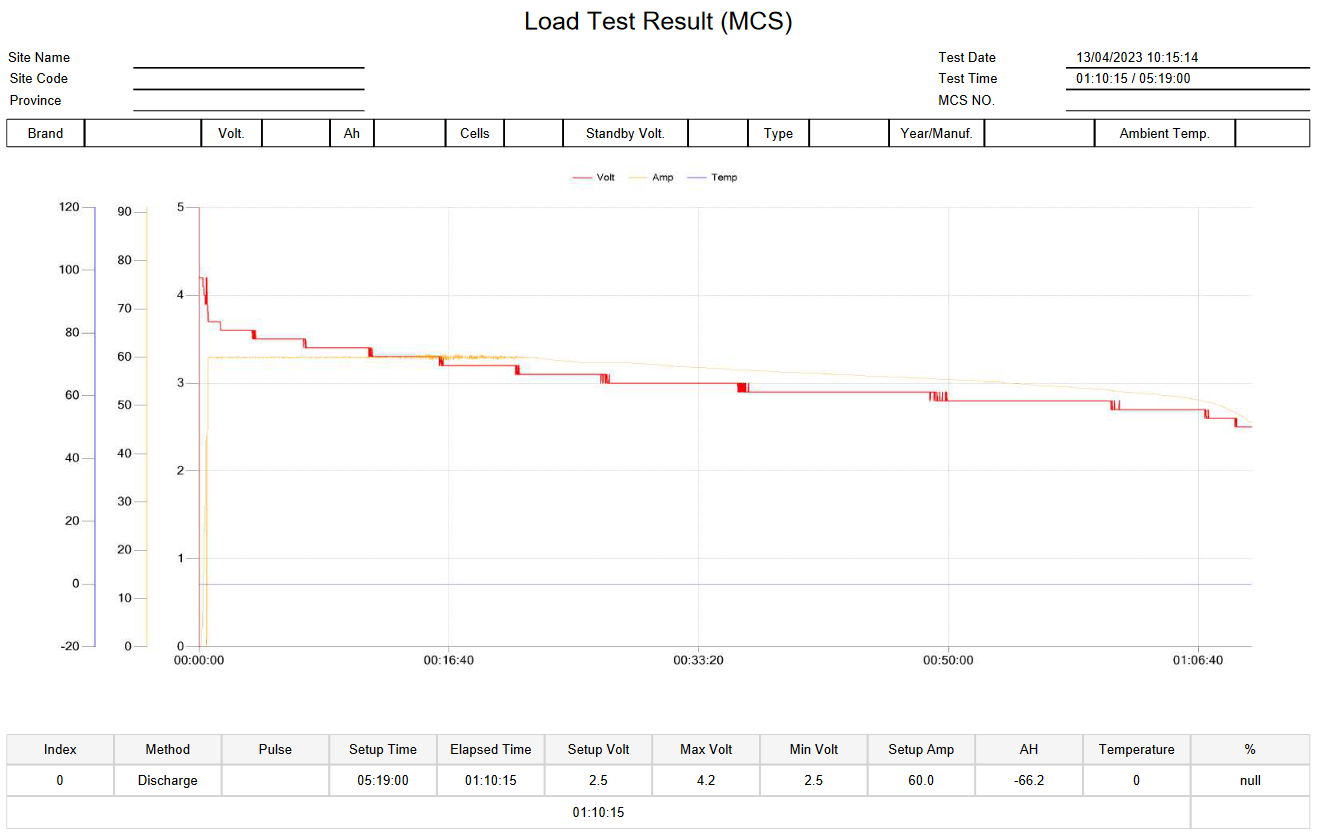 Load Test Result (MCS)
Site Name
Test Date 13/04/2023 10:15:14
Site Code
Test Time 01:10:15 / 05:19:00
Province
MCS NO.
Brand Volt. Ah Cells Standby Volt. Type Year/Manuf. Ambient Temp.
Volt Amp Temp
120
100
80
60
40
20
0
-20
90
80
70
60
50
40
30
20
10
0
5
4
3
2
1
0
00:00:00 00:16:40 00:33:20 00:50:00 01:06:40
Index Method Pulse Setup Time Elapsed Time Setup Volt Max Volt Min Volt Setup Amp AH Temperature %
0 Discharge 05:19:00 01:10:15 2.5 4.2 2.5 60.0 -66.2 0 null
01:10:15